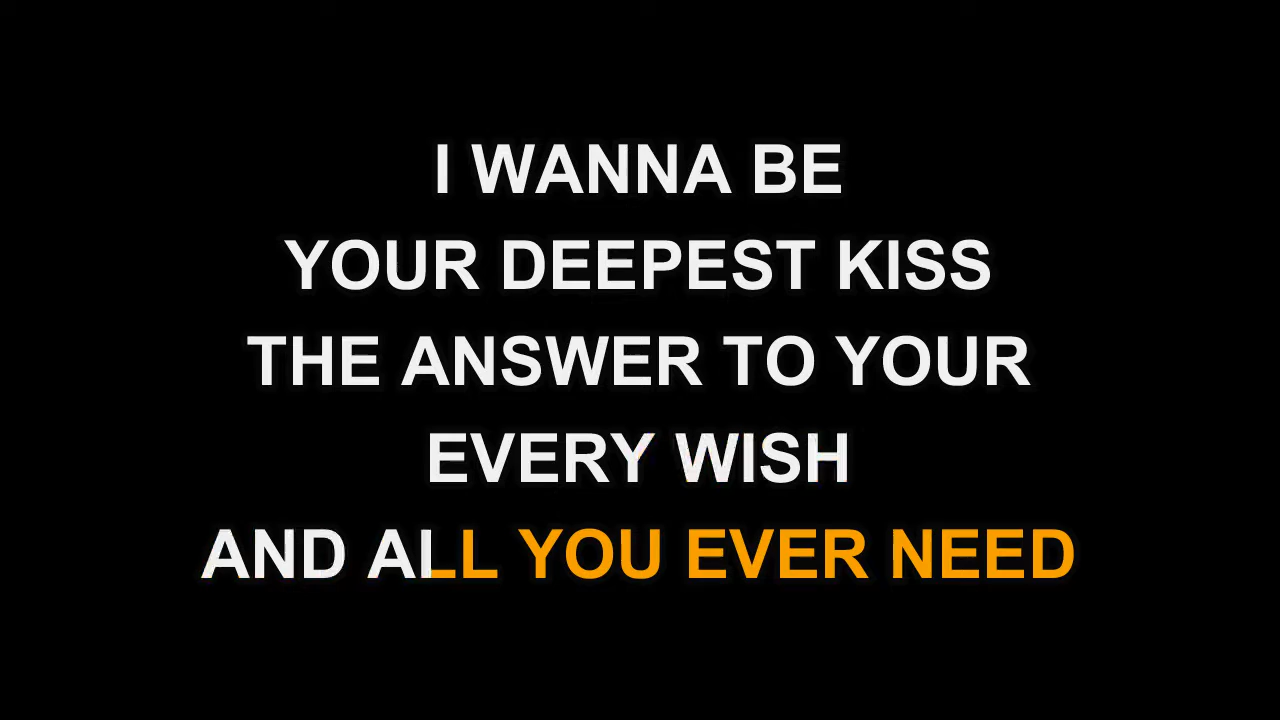 I WANNA BE
YOUR DEEPEST KISS
THE ANSWER TO YOUR
EVERY WISH
AND ALL YOU EVER NEED